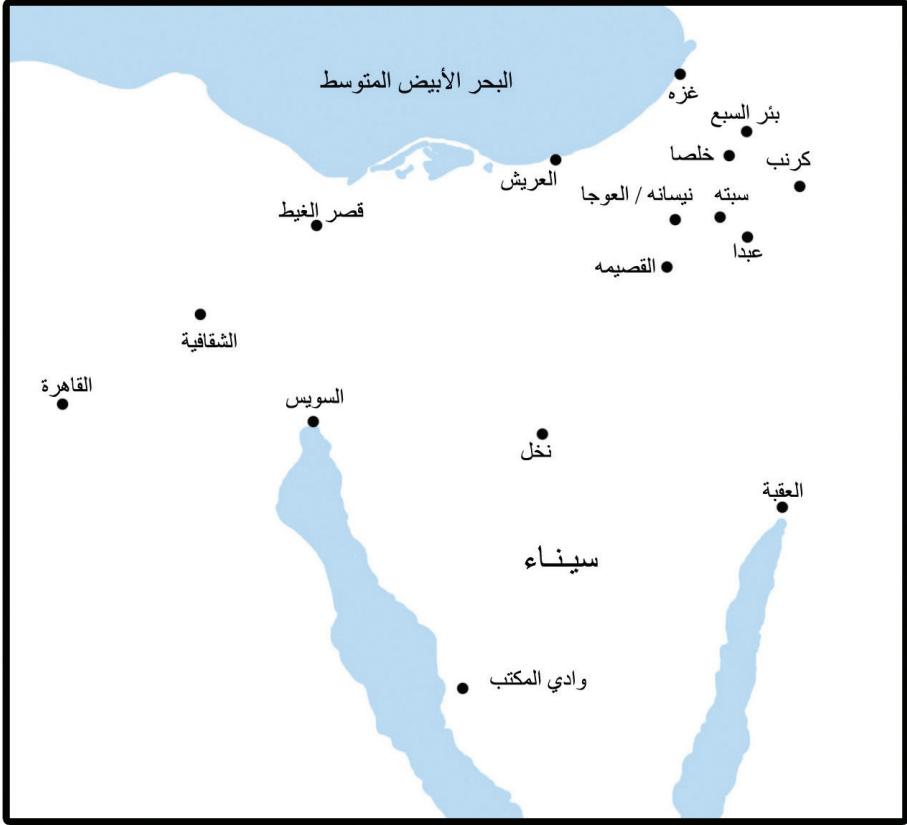 البحر الأبيض المتوسط
غزه
بئر السبع
خلصا
كرنب
العريش
نيسانه / العوجا
سبته
قصر الغيط
عبدا
القصيمه
الشقافية
القاهرة
السويس
نخل
العقبة
سيـنـاء
وادي المكتب